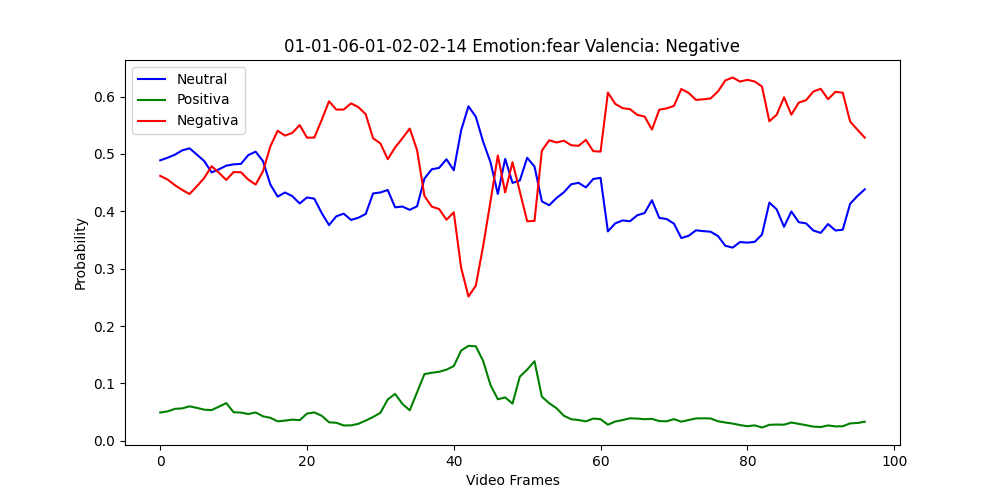 01-01-06-01-02-02-14 Emotion:fear Valencia: Negative
Neutral
Positiva
Negativa
Probability
0.6
0.5
0.4
0.3
0.2
0.1
0.0
0 20 40 60 80 100
Video Frames